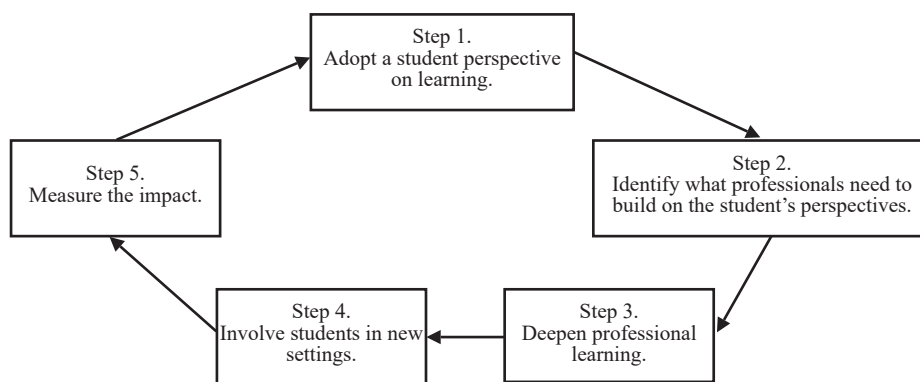 Step 1.
Adopt a student perspective
on learning.
Step 2.
Identify what professionals need to
build on the student’s perspectives.
Step 3.
Deepen professional
learning.
Step 4.
Involve students in new
settings.
Step 5.
Measure the impact.